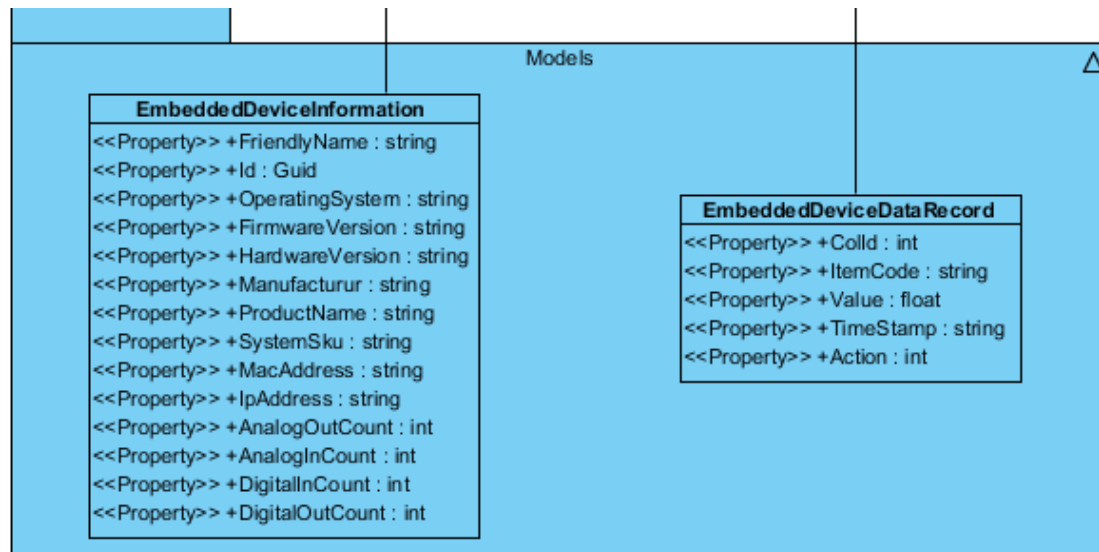 Models
EmbeddedDeviceInformation
<<Property>> +FriendlyName : string
<<Property>> +Id : Guid
<<Property>> +OperatingSystem : string
<<Property>> +FirmwareVersion : string
<<Property>> +HardwareVersion : string
<<Property>> +Manufacturur : string
<<Property>> +ProductName : string
<<Property>> +SystemSku : string
<<Property>> +MacAddress : string
<<Property>> +IpAddress : string
<<Property>> +AnalogOutCount : int
<<Property>> +AnalogInCount : int
<<Property>> +DigitalInCount : int
<<Property>> +DigitalOutCount : int
EmbeddedDeviceDataRecord
<<Property>> +ColId : int
<<Property>> +ItemCode : string
<<Property>> +Value : float
<<Property>> +TimeStamp : string
<<Property>> +Action : int